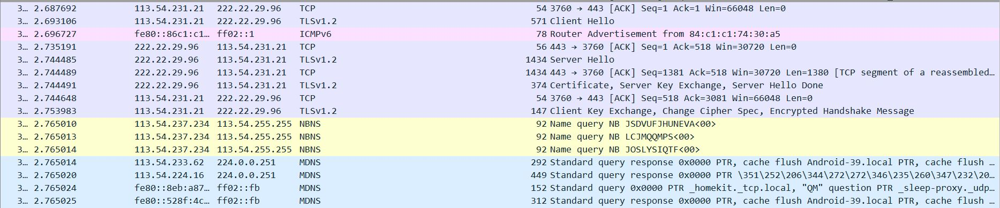 3… 2.687692 113.54.231.21 222.22.29.96 TCP 54 3760 → 443 [ACK] Seq=1 Ack=1 Win=66048 Len=0
3… 2.693106 113.54.231.21 222.22.29.96 TLSv1.2 571 Client Hello
3… 2.696727 fe80::86c1:c1… ff02::1 ICMPv6 78 Router Advertisement from 84:c1:c1:74:30:a5
3… 2.735191 222.22.29.96 113.54.231.21 TCP 56 443 → 3760 [ACK] Seq=1 Ack=518 Win=30720 Len=0
3… 2.744485 222.22.29.96 113.54.231.21 TLSv1.2 1434 Server Hello
3… 2.744489 222.22.29.96 113.54.231.21 TCP 1434 443 → 3760 [ACK] Seq=1381 Ack=518 Win=30720 Len=1380 [TCP segment of a reassembled…
3… 2.744491 222.22.29.96 113.54.231.21 TLSv1.2 374 Certificate, Server Key Exchange, Server Hello Done
3… 2.744648 113.54.231.21 222.22.29.96 TCP 54 3760 → 443 [ACK] Seq=518 Ack=3081 Win=66048 Len=0
3… 2.753983 113.54.231.21 222.22.29.96 TLSv1.2 147 Client Key Exchange, Change Cipher Spec, Encrypted Handshake Message
3… 2.765010 113.54.237.234 113.54.255.255 NBNS 92 Name query NB JSDVUFJHUNEVA<00>
3… 2.765013 113.54.237.234 113.54.255.255 NBNS 92 Name query NB LCJMQQMPS<00>
3… 2.765014 113.54.237.234 113.54.255.255 NBNS 92 Name query NB JOSLYSIQTF<00>
3… 2.765014 113.54.233.62 224.0.0.251 MDNS 292 Standard query response 0x0000 PTR, cache flush Android-39.local PTR, cache flush …
3… 2.765020 113.54.224.16 224.0.0.251 MDNS 449 Standard query response 0x0000 PTR \351\252\206\344\272\272\346\235\260\347\232\20…
3… 2.765024 fe80::8eb:a87… ff02::fb MDNS 152 Standard query 0x0000 PTR _homekit._tcp.local, "QM" question PTR _sleep-proxy._udp…
3… 2.765025 fe80::528f:4c… ff02::fb MDNS 312 Standard query response 0x0000 PTR, cache flush Android-39.local PTR, cache flush …